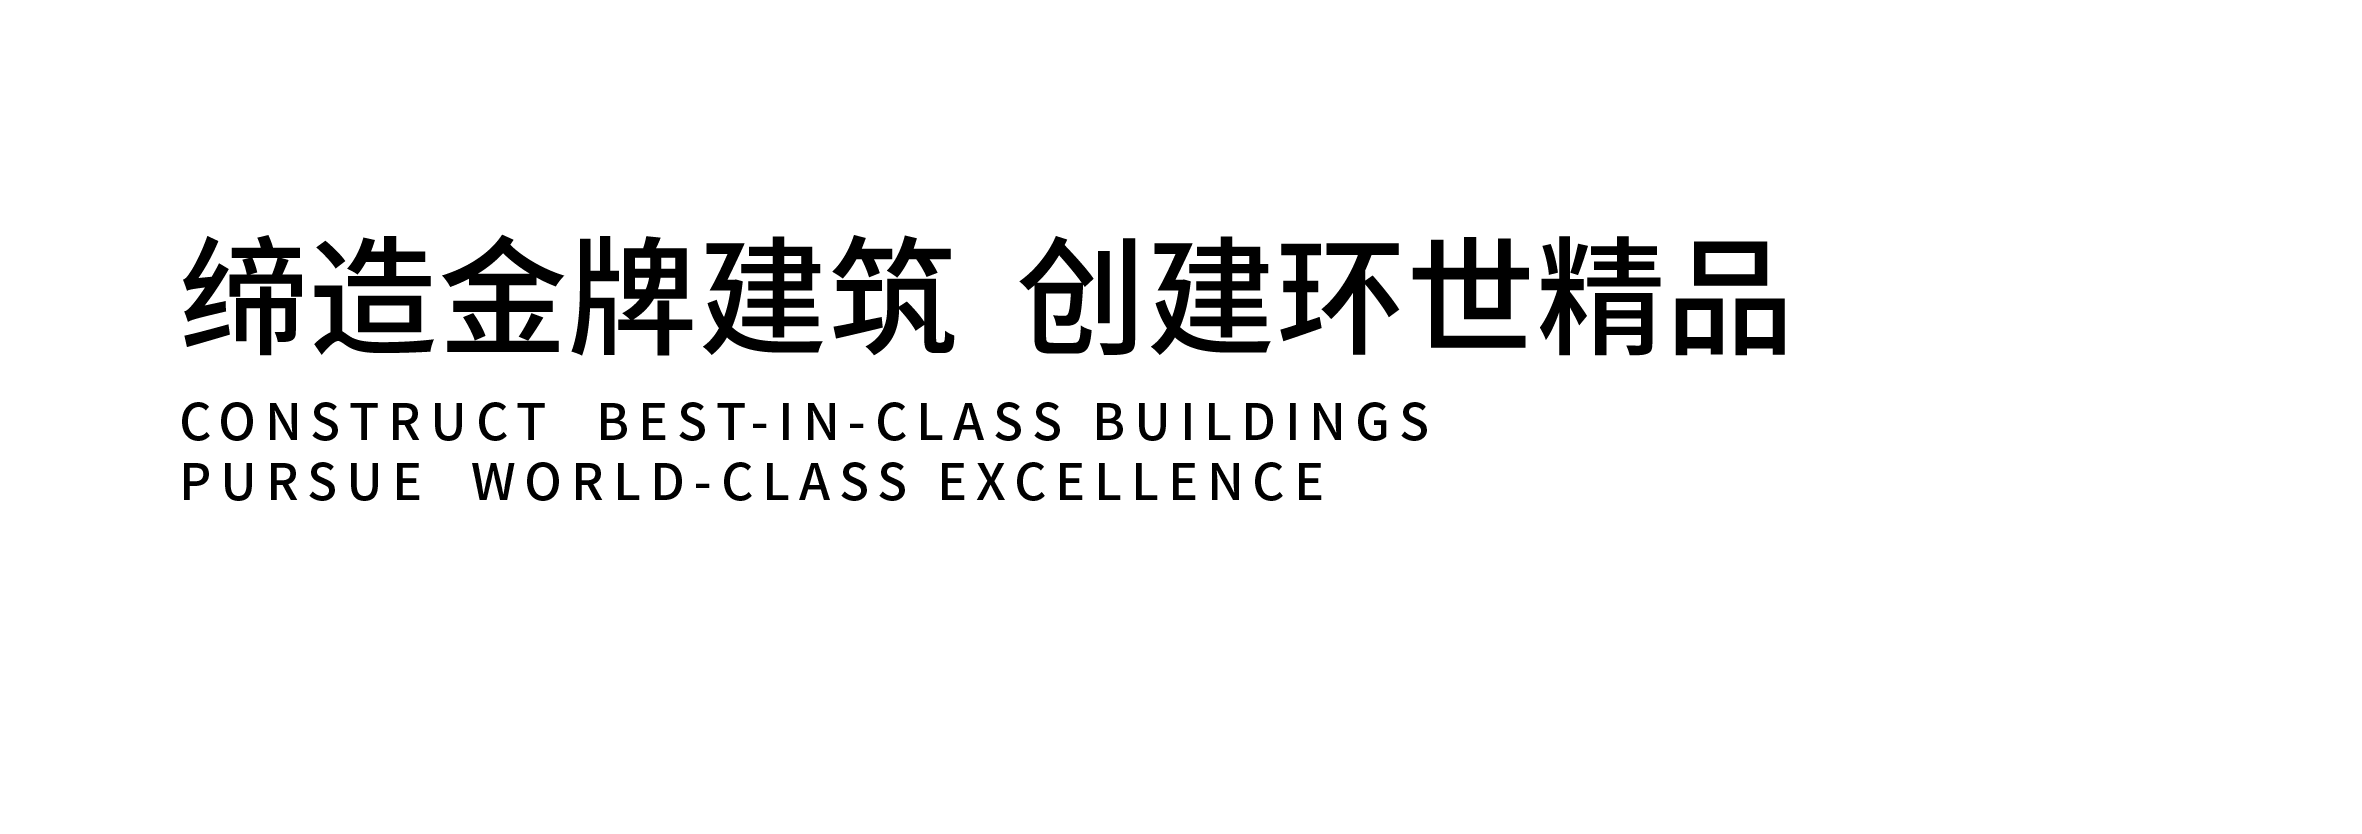 缔造金牌建筑 创建环世精品
CONSTRUCT BEST-IN-CLASS BUILDINGS
PURSUE WORLD-CLASS EXCELLENCE